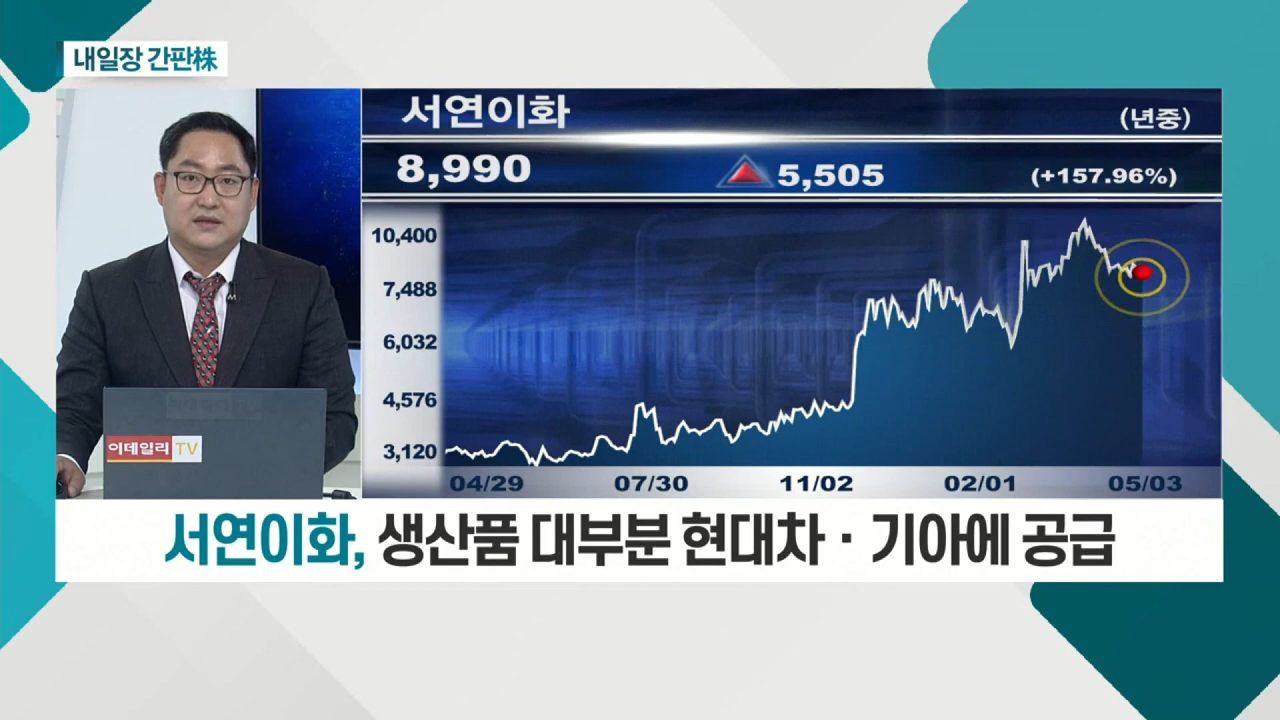 내일장 간판株
서연이화
(년중)
8,990
5,505
(+157.96%)
10,400
7,488
6,032
4,576
3,120
04/29
07/30
11/02
02/01
05/03
이데일리 TV
서연이화, 생산품 대부분 현대차·기아에 공급